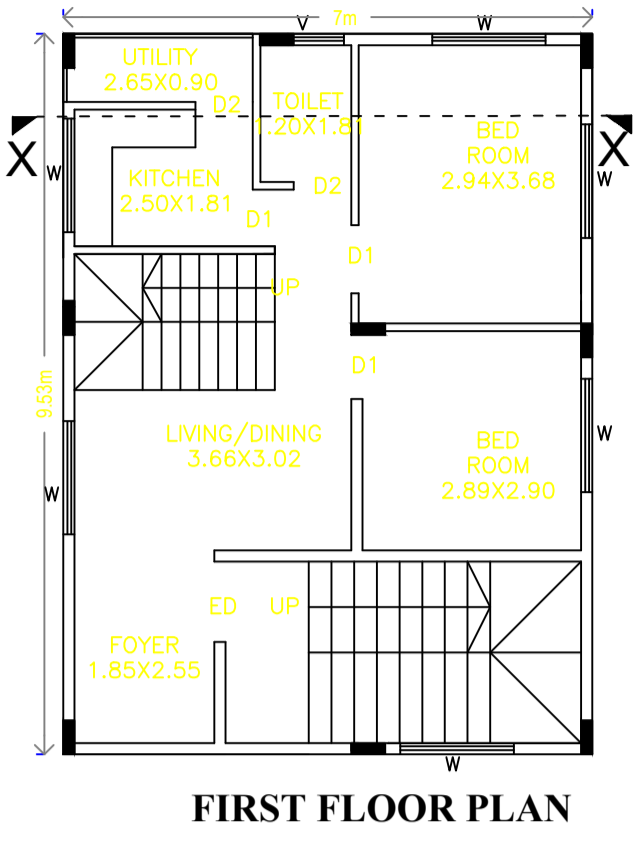 7m
V
W
UTILITY
2.65X0.90
D2
TOILET
1.20X1.81
BED
ROOM
2.94X3.68
X
X
W
W
KITCHEN
2.50X1.81
D2
D1
D1
UP
9.53m
D1
LIVING/DINING
3.66X3.02
BED
ROOM
2.89X2.90
W
W
ED
UP
FOYER
1.85X2.55
W
FIRST FLOOR PLAN